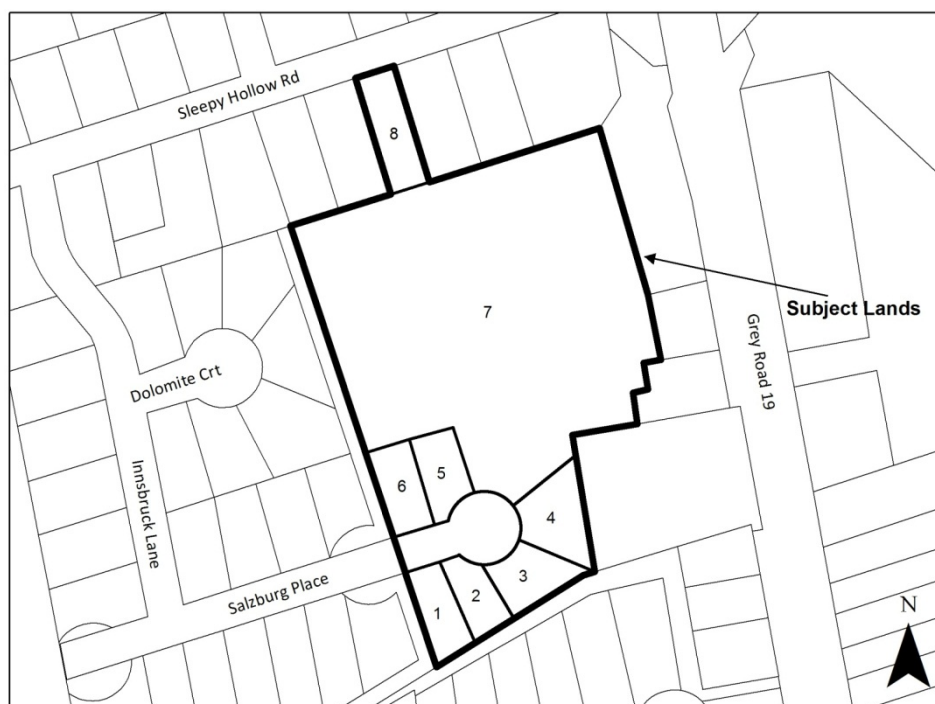 Sleepy Hollow Rd
8
7
Subject Lands
Grey Road 19
Dolomite Crt
Innsbruck Lane
6
5
4
3
2
1
Salzburg Place
N